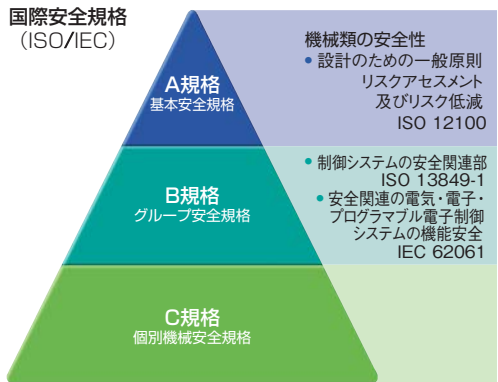 国際安全規格
(ISO/IEC)
A規格
基本安全規格
機械類の安全性
● 設計のための一般原則
リスクアセスメント
及びリスク低減
ISO 12100
B規格
グループ安全規格
● 制御システムの安全関連部
ISO 13849-1
● 安全関連の電気・電子・
プログラマブル電子制御
システムの機能安全
IEC 62061
C規格
個別機械安全規格